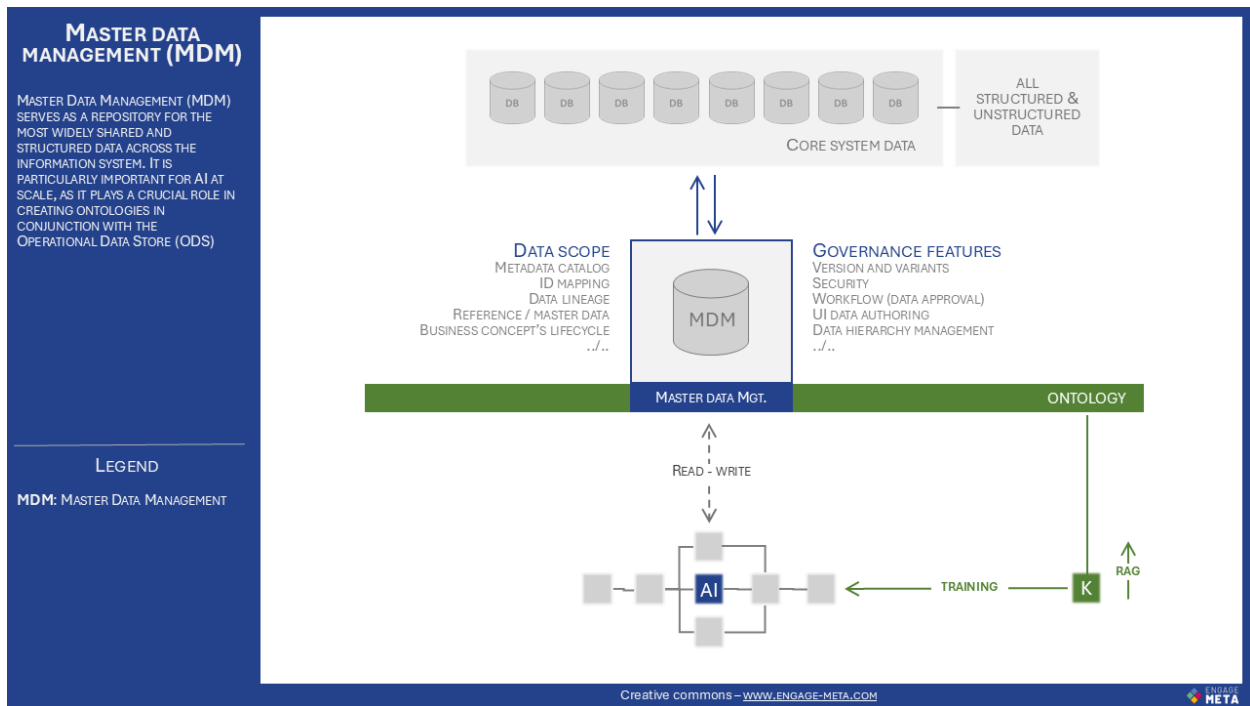 MASTER DATA
MANAGEMENT (MDM)
MASTER DATA MANAGEMENT (MDM)
SERVES AS A REPOSITORY FOR THE
MOST WIDELY SHARED AND
STRUCTURED DATA ACROSS THE
INFORMATION SYSTEM. IT IS
PARTICULARLY IMPORTANT FOR AI AT
SCALE, AS IT PLAYS A CRUCIAL ROLE IN
CREATING ONTOLOGIES IN
CONJUNCTION WITH THE
OPERATIONAL DATA STORE (ODS)
LEGEND
MDM: MASTER DATA MANAGEMENT
DB DB DB DB DB DB DB DB
CORE SYSTEM DATA
ALL
STRUCTURED &
UNSTRUCTURED
DATA
DATA SCOPE
METADATA CATALOG
ID MAPPING
DATA LINEAGE
REFERENCE / MASTER DATA
BUSINESS CONCEPT'S LIFECYCLE
../..
MDM
GOVERNANCE FEATURES
VERSION AND VARIANTS
SECURITY
WORKFLOW (DATA APPROVAL)
UI DATA AUTHORING
DATA HIERARCHY MANAGEMENT
../..
MASTER DATA MGT.
ONTOLOGY
READ - WRITE
AI
TRAINING
K
RAG
Creative commons – WWW.ENGAGE-META.COM
ENGAGE
META